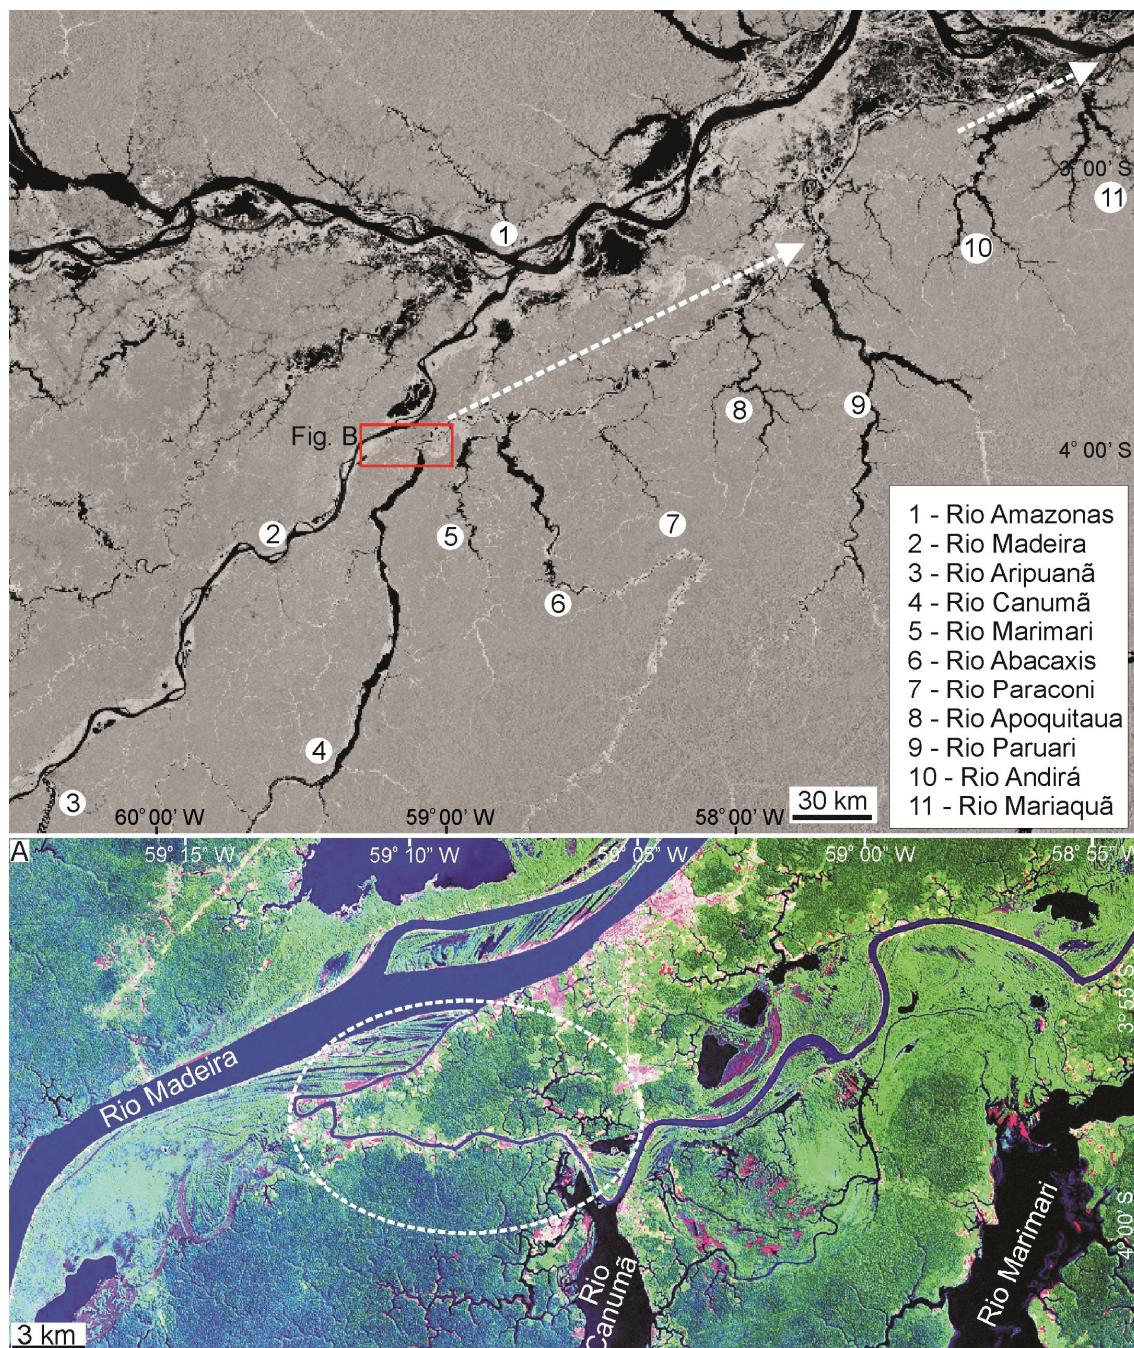 1
3° 00’ S
11
10
8
9
Fig. B
4° 00’ S
2
5
7
6
1 - Rio Amazonas
2 - Rio Madeira
3 - Rio Aripuanã
4 - Rio Canumã
5 - Rio Marimari
6 - Rio Abacaxis
7 - Rio Paraconi
8 - Rio Apoquitaua
9 - Rio Paruari
10 - Rio Andirá
11 - Rio Mariaquã
4
3
60° 00’ W
59° 00’ W
58° 00’ W
30 km
A
59° 15” W
59° 10” W
59° 05” W
59° 00” W
58° 55” W
3° 55” S
Rio Madeira
4° 00” S
Rio Canumã
Rio Marimari
3 km